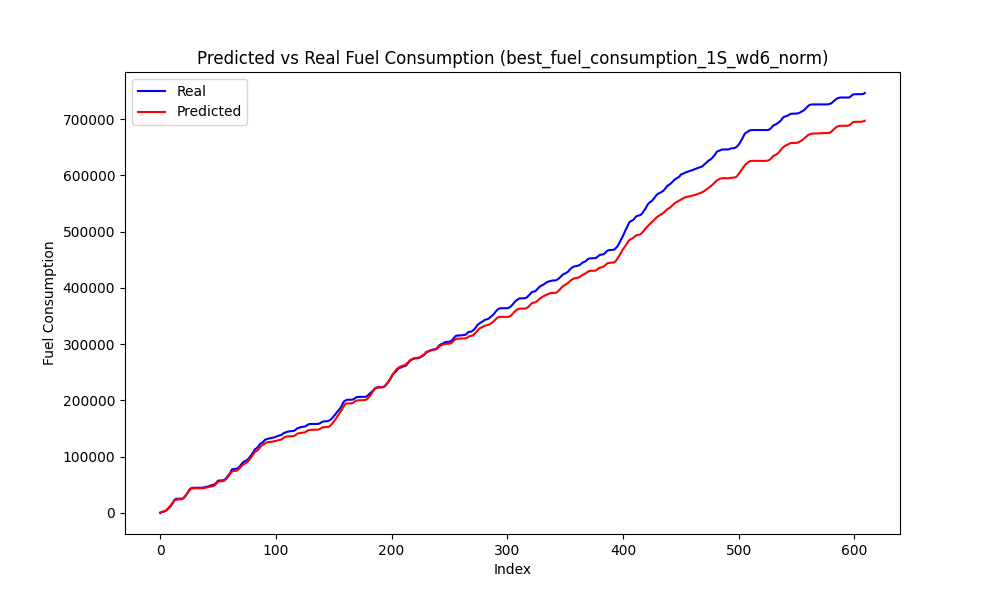 Predicted vs Real Fuel Consumption (best_fuel_consumption_1S_wd6_norm)
Real
Predicted
700000
600000
500000
400000
300000
200000
100000
0
Fuel Consumption
0 100 200 300 400 500 600
Index